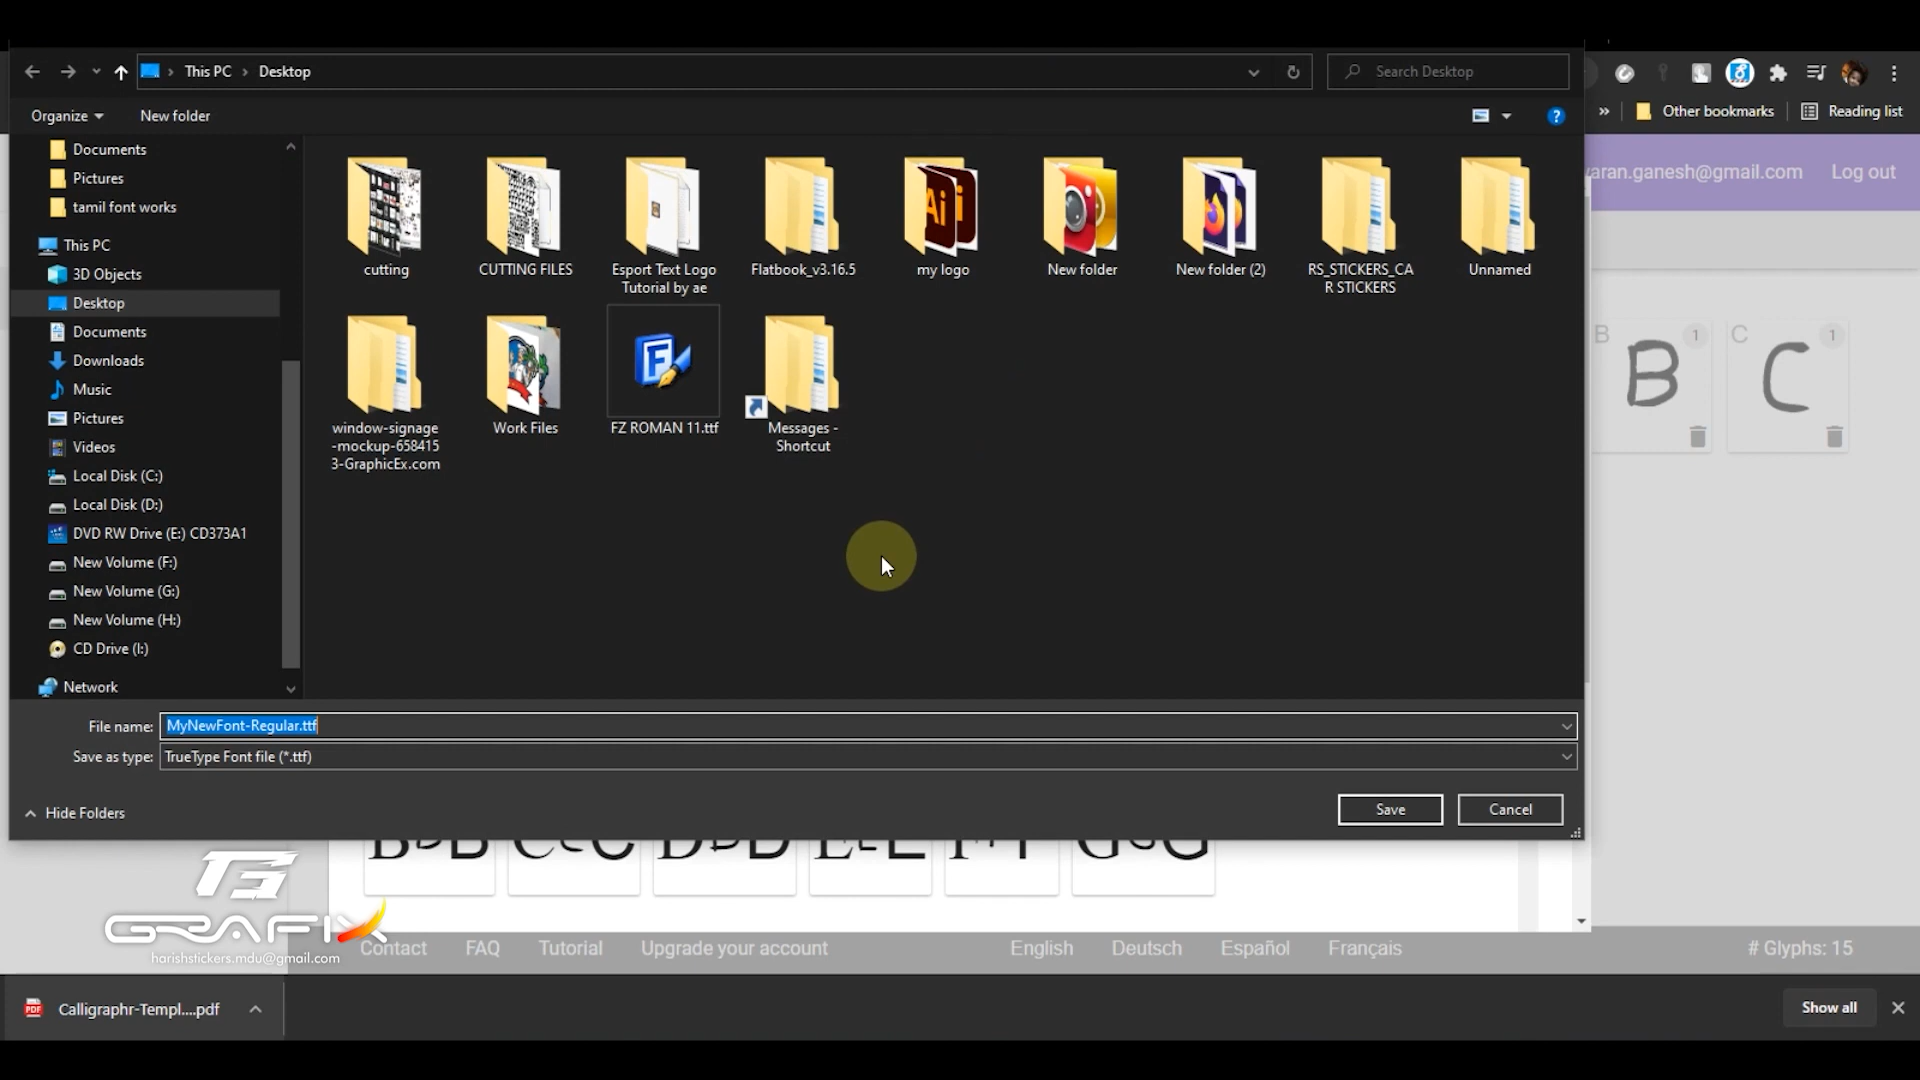 This PC
Desktop
Search Desktop
Organize
New folder
Other bookmarks
Reading list
Documents
Pictures
tamil font works
This PC
3D Objects
Desktop
Documents
Downloads
Music
Pictures
Videos
Local Disk (C:)
Local Disk (D:)
DVD RW Drive (E:) CD373A1
New Volume (F:)
New Volume (G:)
New Volume (H:)
CD Drive (I:)
Network
cutting
CUTTING FILES
Esport Text Logo
Tutorial by ae
Flatbook_v3.16.5
my logo
New folder
New folder (2)
RS_STICKERS_CA
R STICKERS
Unnamed
window-signage
-mockup-658415
3-GraphicEx.com
Work Files
FZ ROMAN 11.ttf
Messages -
Shortcut
varan.ganesh@gmail.com
Log out
B 1
B
C 1
C
File name: MyNewFont-Regular.ttf
Save as type: TrueType Font file (*.ttf)
Hide Folders
Save
Cancel
GRAFIX
harishstickers.mdu@gmail.com
Contact
FAQ
Tutorial
Upgrade your account
English
Deutsch
Español
Français
# Glyphs: 15
Calligraphr-Templ....pdf
Show all